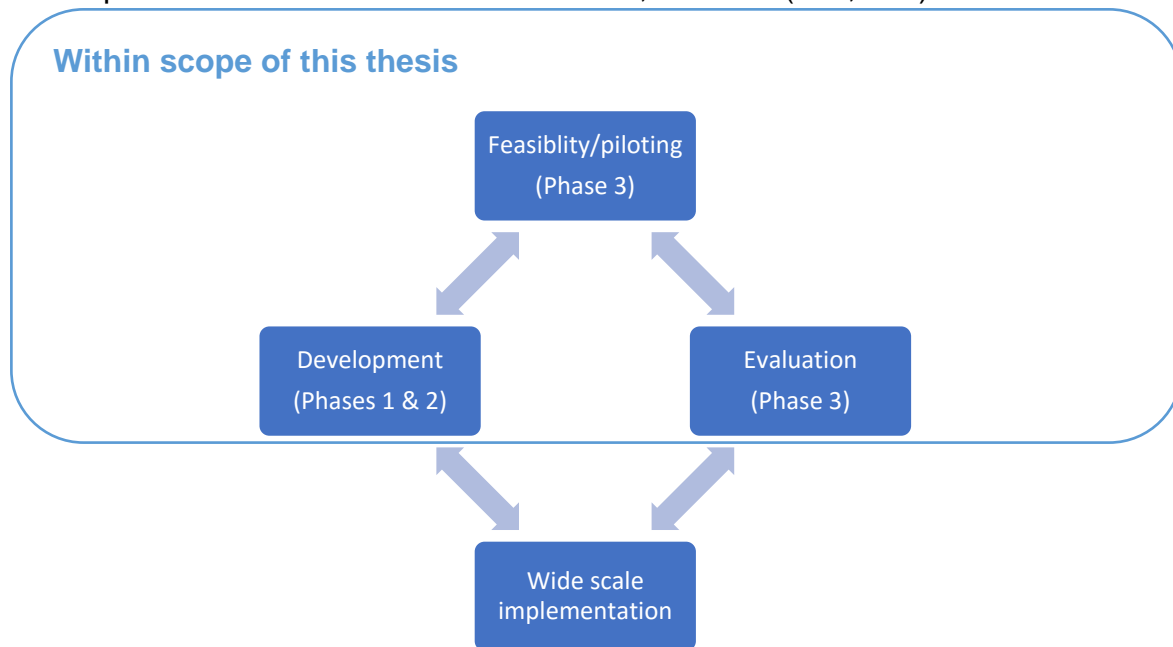 Within scope of this thesis
Feasiblity/piloting
(Phase 3)
Development
(Phases 1 & 2)
Evaluation
(Phase 3)
Wide scale
implementation